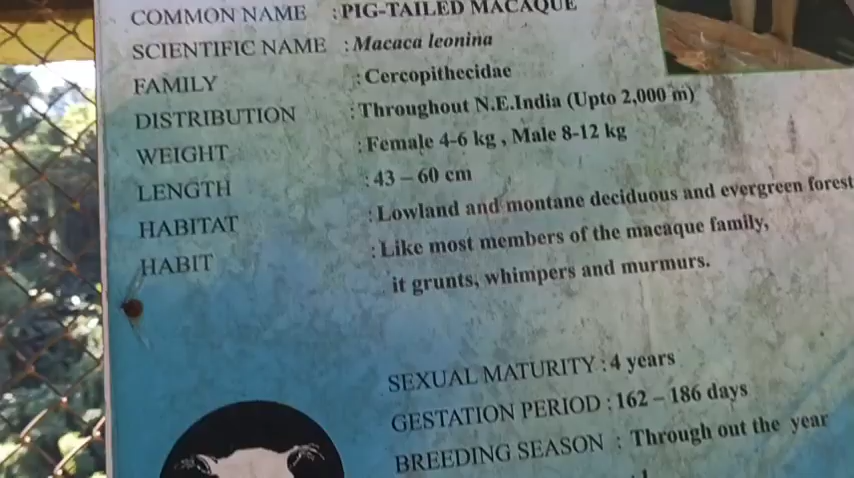 COMMON NAME : PIG-TAILED MACAQUE
SCIENTIFIC NAME : Macaca leonina
FAMILY : Cercopithecidae
DISTRIBUTION : Throughout N.E.India (Upto 2,000 m)
WEIGHT : Female 4-6 kg , Male 8-12 kg
LENGTH : 43 – 60 cm
HABITAT : Lowland and montane deciduous and evergreen forest
HABIT : Like most members of the macaque family,
it grunts, whimpers and murmurs.
SEXUAL MATURITY : 4 years
GESTATION PERIOD : 162 – 186 days
BREEDING SEASON : Through out the year